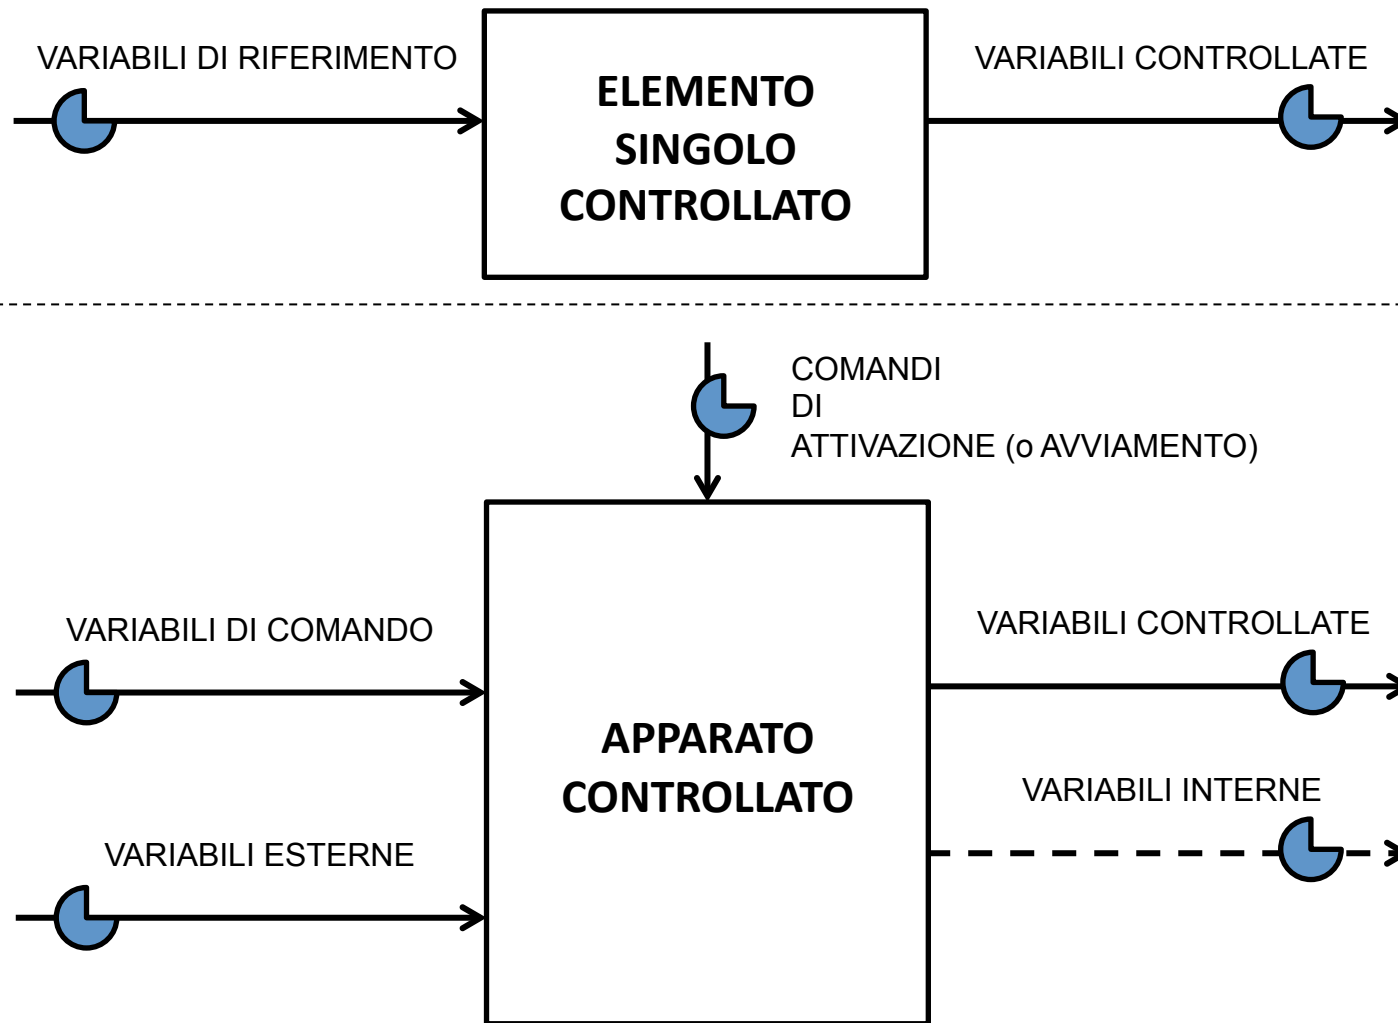 VARIABILI DI RIFERIMENTO
ELEMENTO
SINGOLO
CONTROLLATO
VARIABILI CONTROLLATE
COMANDI
DI
ATTIVAZIONE (o AVVIAMENTO)
VARIABILI DI COMANDO
VARIABILI ESTERNE
APPARATO
CONTROLLATO
VARIABILI CONTROLLATE
VARIABILI INTERNE